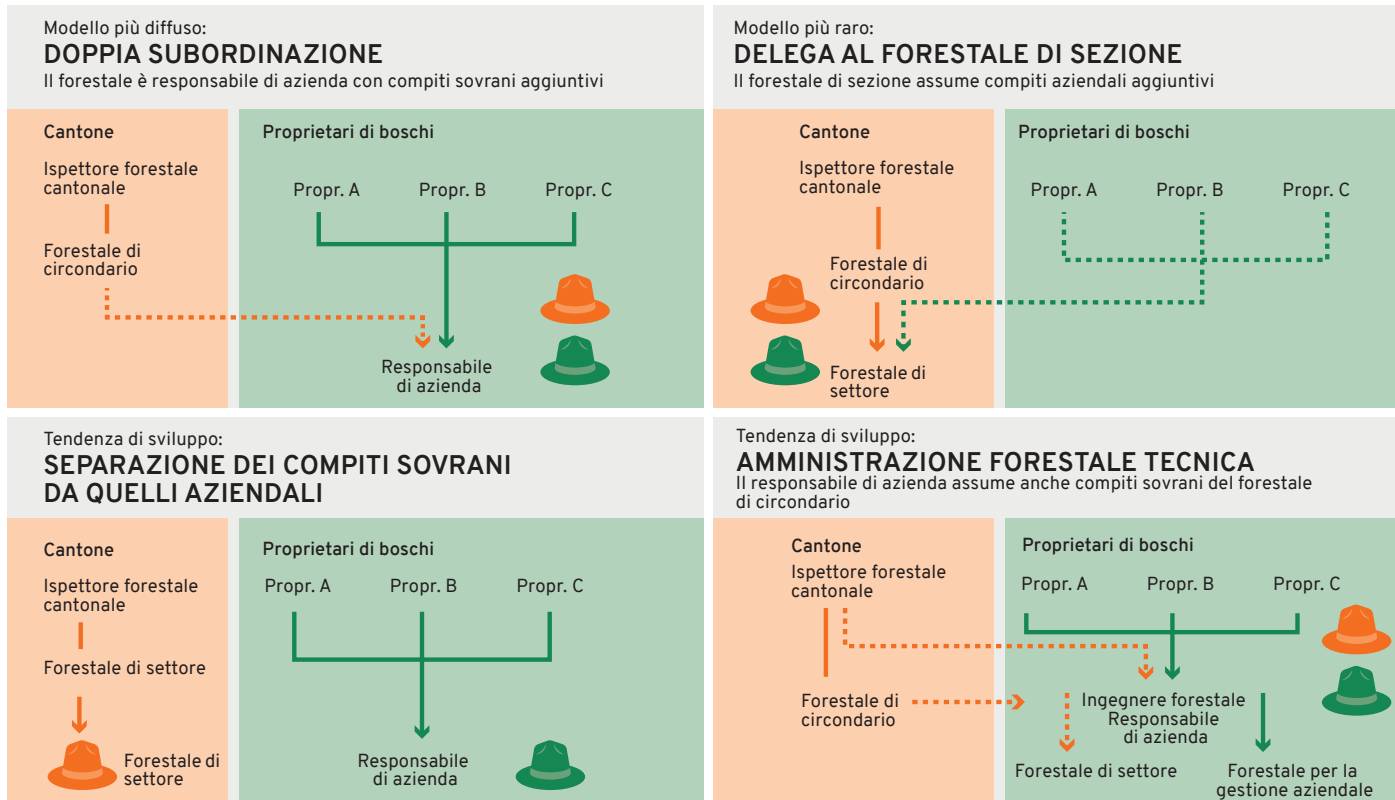 Modello più diffuso:
DOPPIA SUBORDINAZIONE
Il forestale è responsabile di azienda con compiti sovrani aggiuntivi
Cantone
Ispettore forestale
cantonale
Forestale di
circondario
Proprietari di boschi
Propr. A
Propr. B
Propr. C
Responsabile
di azienda
Modello più raro:
DELEGA AL FORESTALE DI SEZIONE
Il forestale di sezione assume compiti aziendali aggiuntivi
Cantone
Ispettore forestale
cantonale
Forestale di
circondario
Forestale di
settore
Proprietari di boschi
Propr. A
Propr. B
Propr. C
Tendenza di sviluppo:
SEPARAZIONE DEI COMPITI SOVRANI
DA QUELLI AZIENDALI
Cantone
Ispettore forestale
cantonale
Forestale di settore
Forestale di
settore
Proprietari di boschi
Propr. A
Propr. B
Propr. C
Responsabile
di azienda
Tendenza di sviluppo:
AMMINISTRAZIONE FORESTALE TECNICA
Il responsabile di azienda assume anche compiti sovrani del forestale
di circondario
Cantone
Ispettore forestale
cantonale
Forestale di
circondario
Proprietari di boschi
Propr. A
Propr. B
Propr. C
Ingegnere forestale
Responsabile
di azienda
Forestale di settore
Forestale per la
gestione aziendale